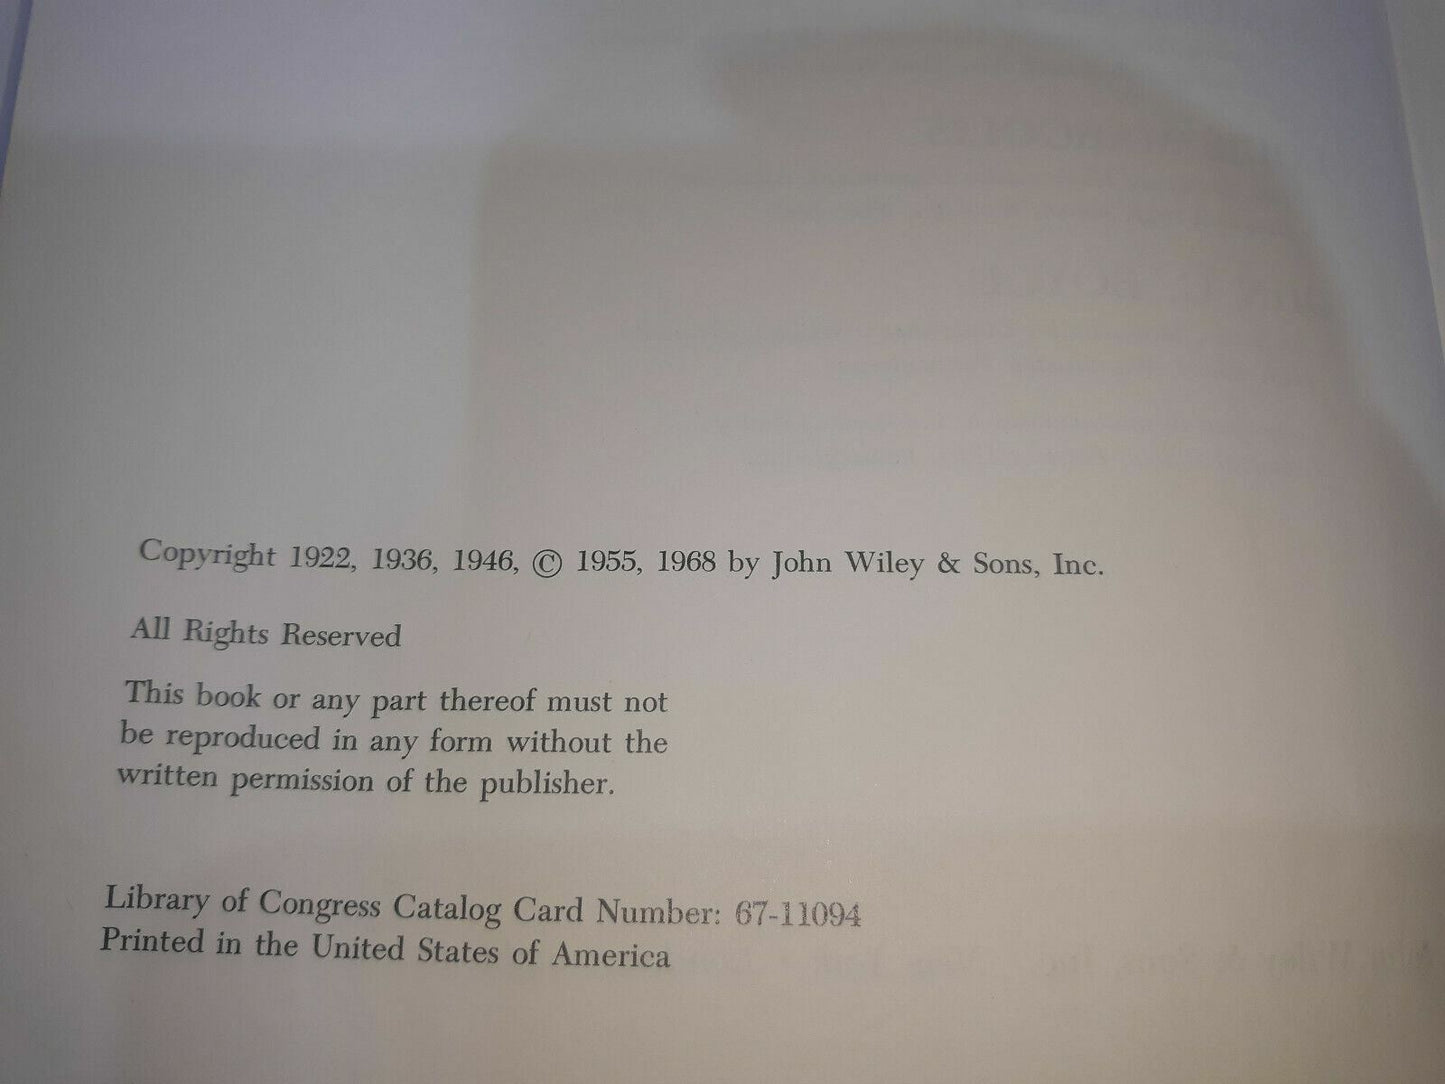 Copyright 1922, 1936, 1946, © 1955, 1968 by John Wiley & Sons, Inc.
All Rights Reserved
This book or any part thereof must not
be reproduced in any form without the
written permission of the publisher.
Library of Congress Catalog Card Number: 67-11094
Printed in the United States of America